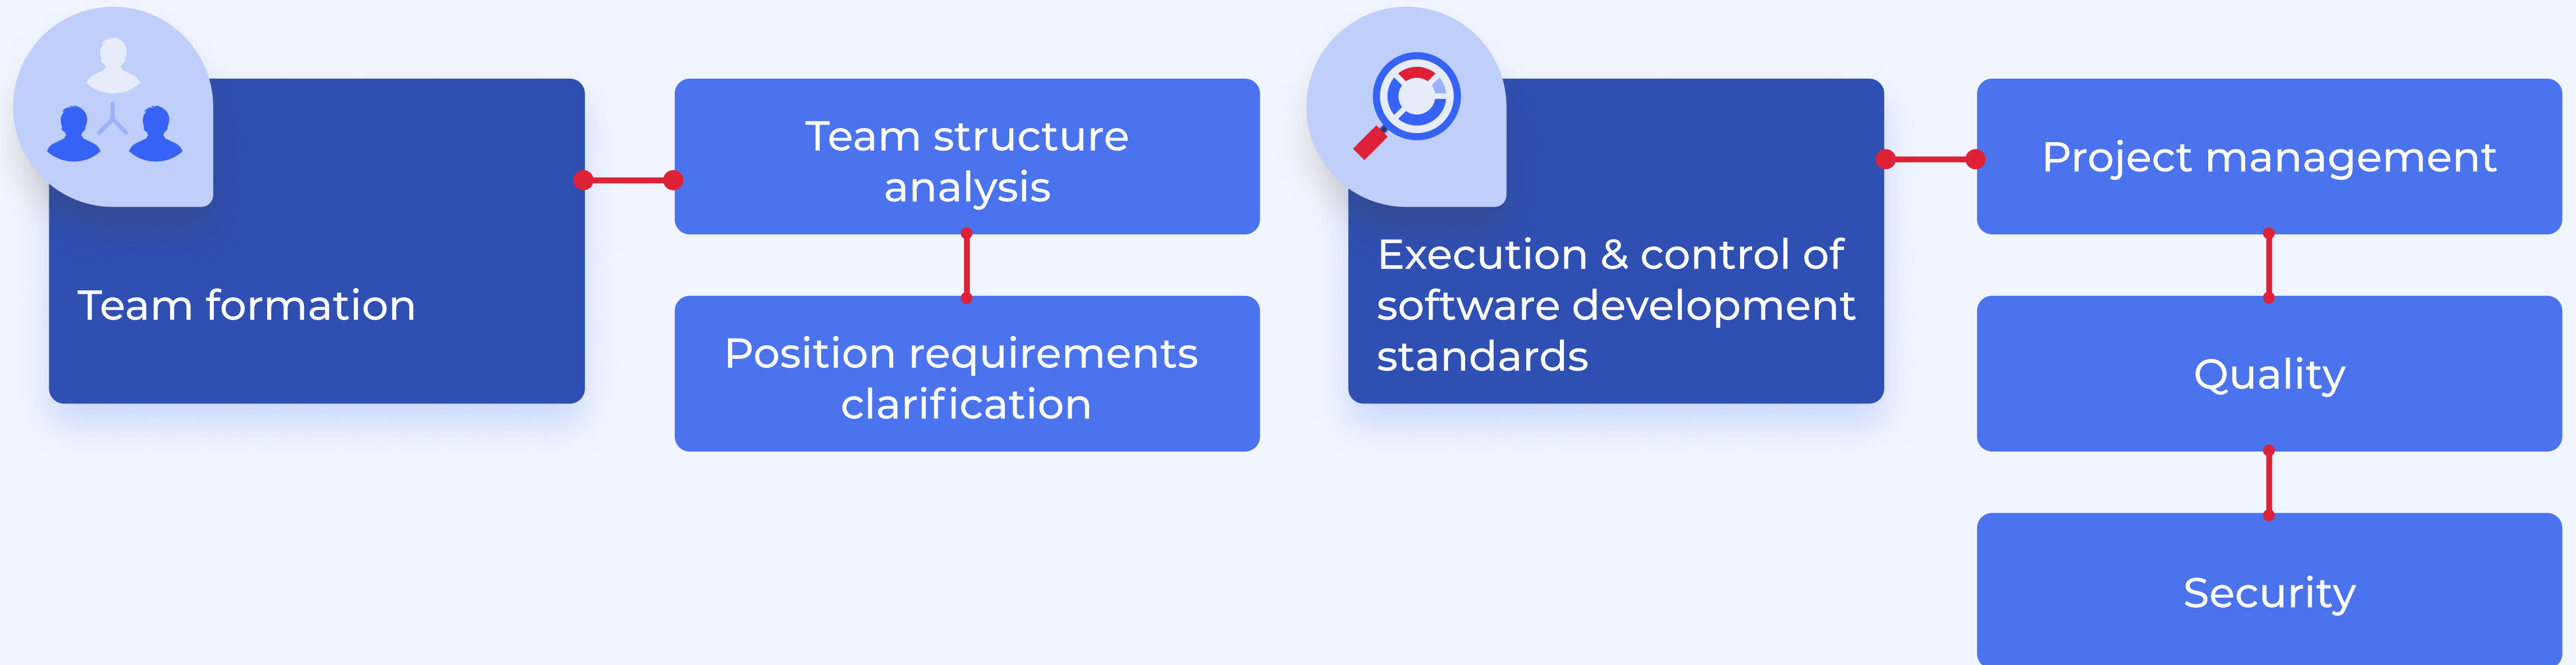 Team formation
Team structure
analysis
Position requirements
clarification
Execution & control of
software development
standards
Project management
Quality
Security